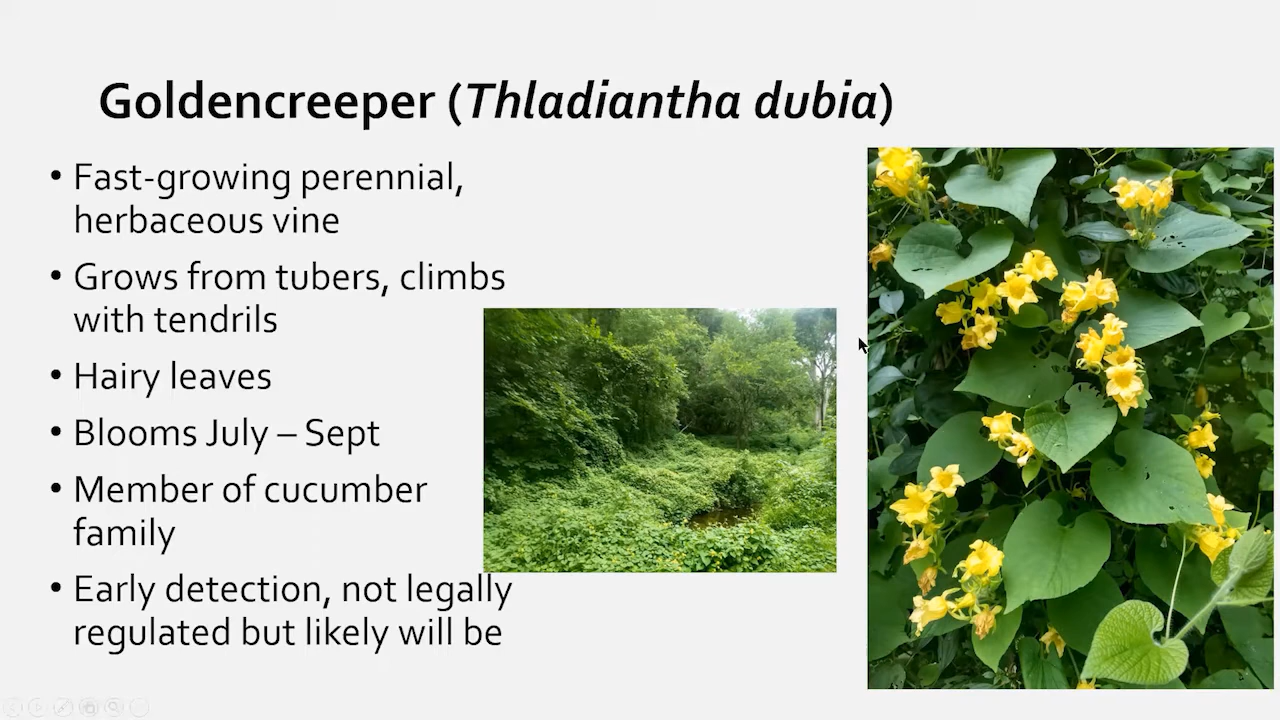 Goldencreeper (Thladiantha dubia)
• Fast-growing perennial,
herbaceous vine
• Grows from tubers, climbs
with tendrils
• Hairy leaves
• Blooms July – Sept
• Member of cucumber
family
• Early detection, not legally
regulated but likely will be